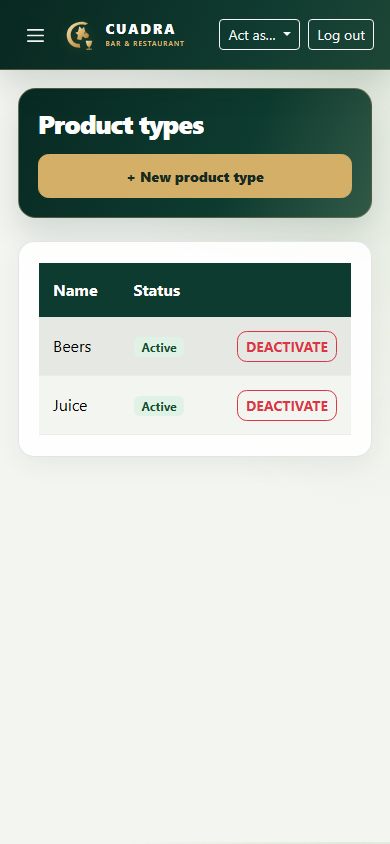 CUADRA
BAR & RESTAURANT
Act as...
Log out
Product types
+ New product type
Name Status
Beers Active DEACTIVATE
Juice Active DEACTIVATE